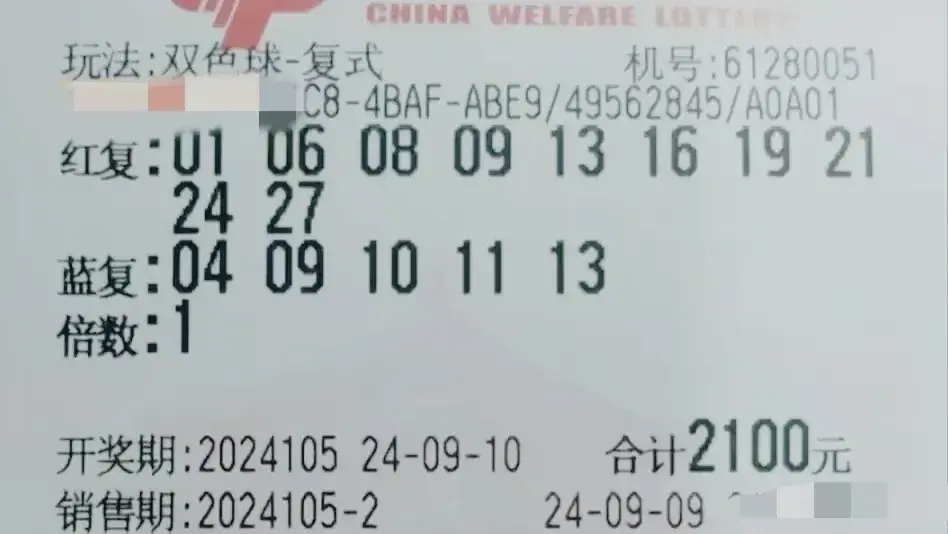 CHINA WELFARE LOTTERY
玩法:双色球-复式 机号:61280051
C8-4BAF-ABE9/49562845/A0A01
红复:01 06 08 09 13 16 19 21
24 27
蓝复:04 09 10 11 13
倍数:1
开奖期:2024105 24-09-10 合计2100元
销售期:2024105-2 24-09-09